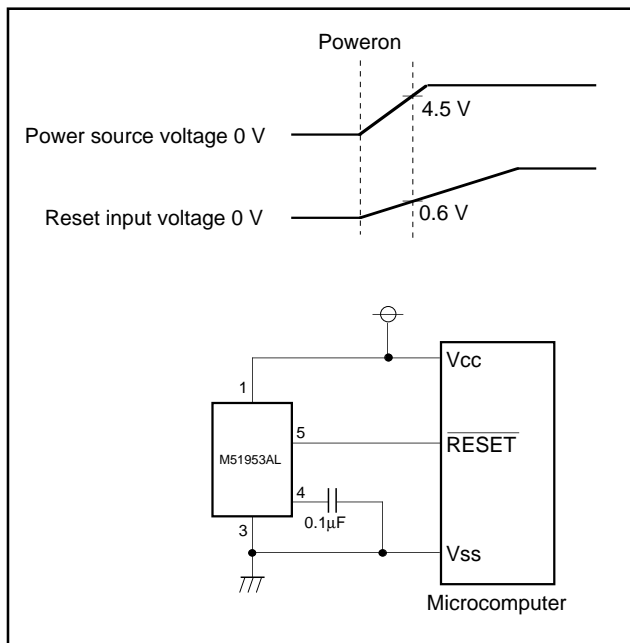 Poweron
4.5 V
Power source voltage 0 V
Reset input voltage 0 V
0.6 V
1
Vcc
5
RESET
M51953AL
4
0.1μF
3
Vss
Microcomputer